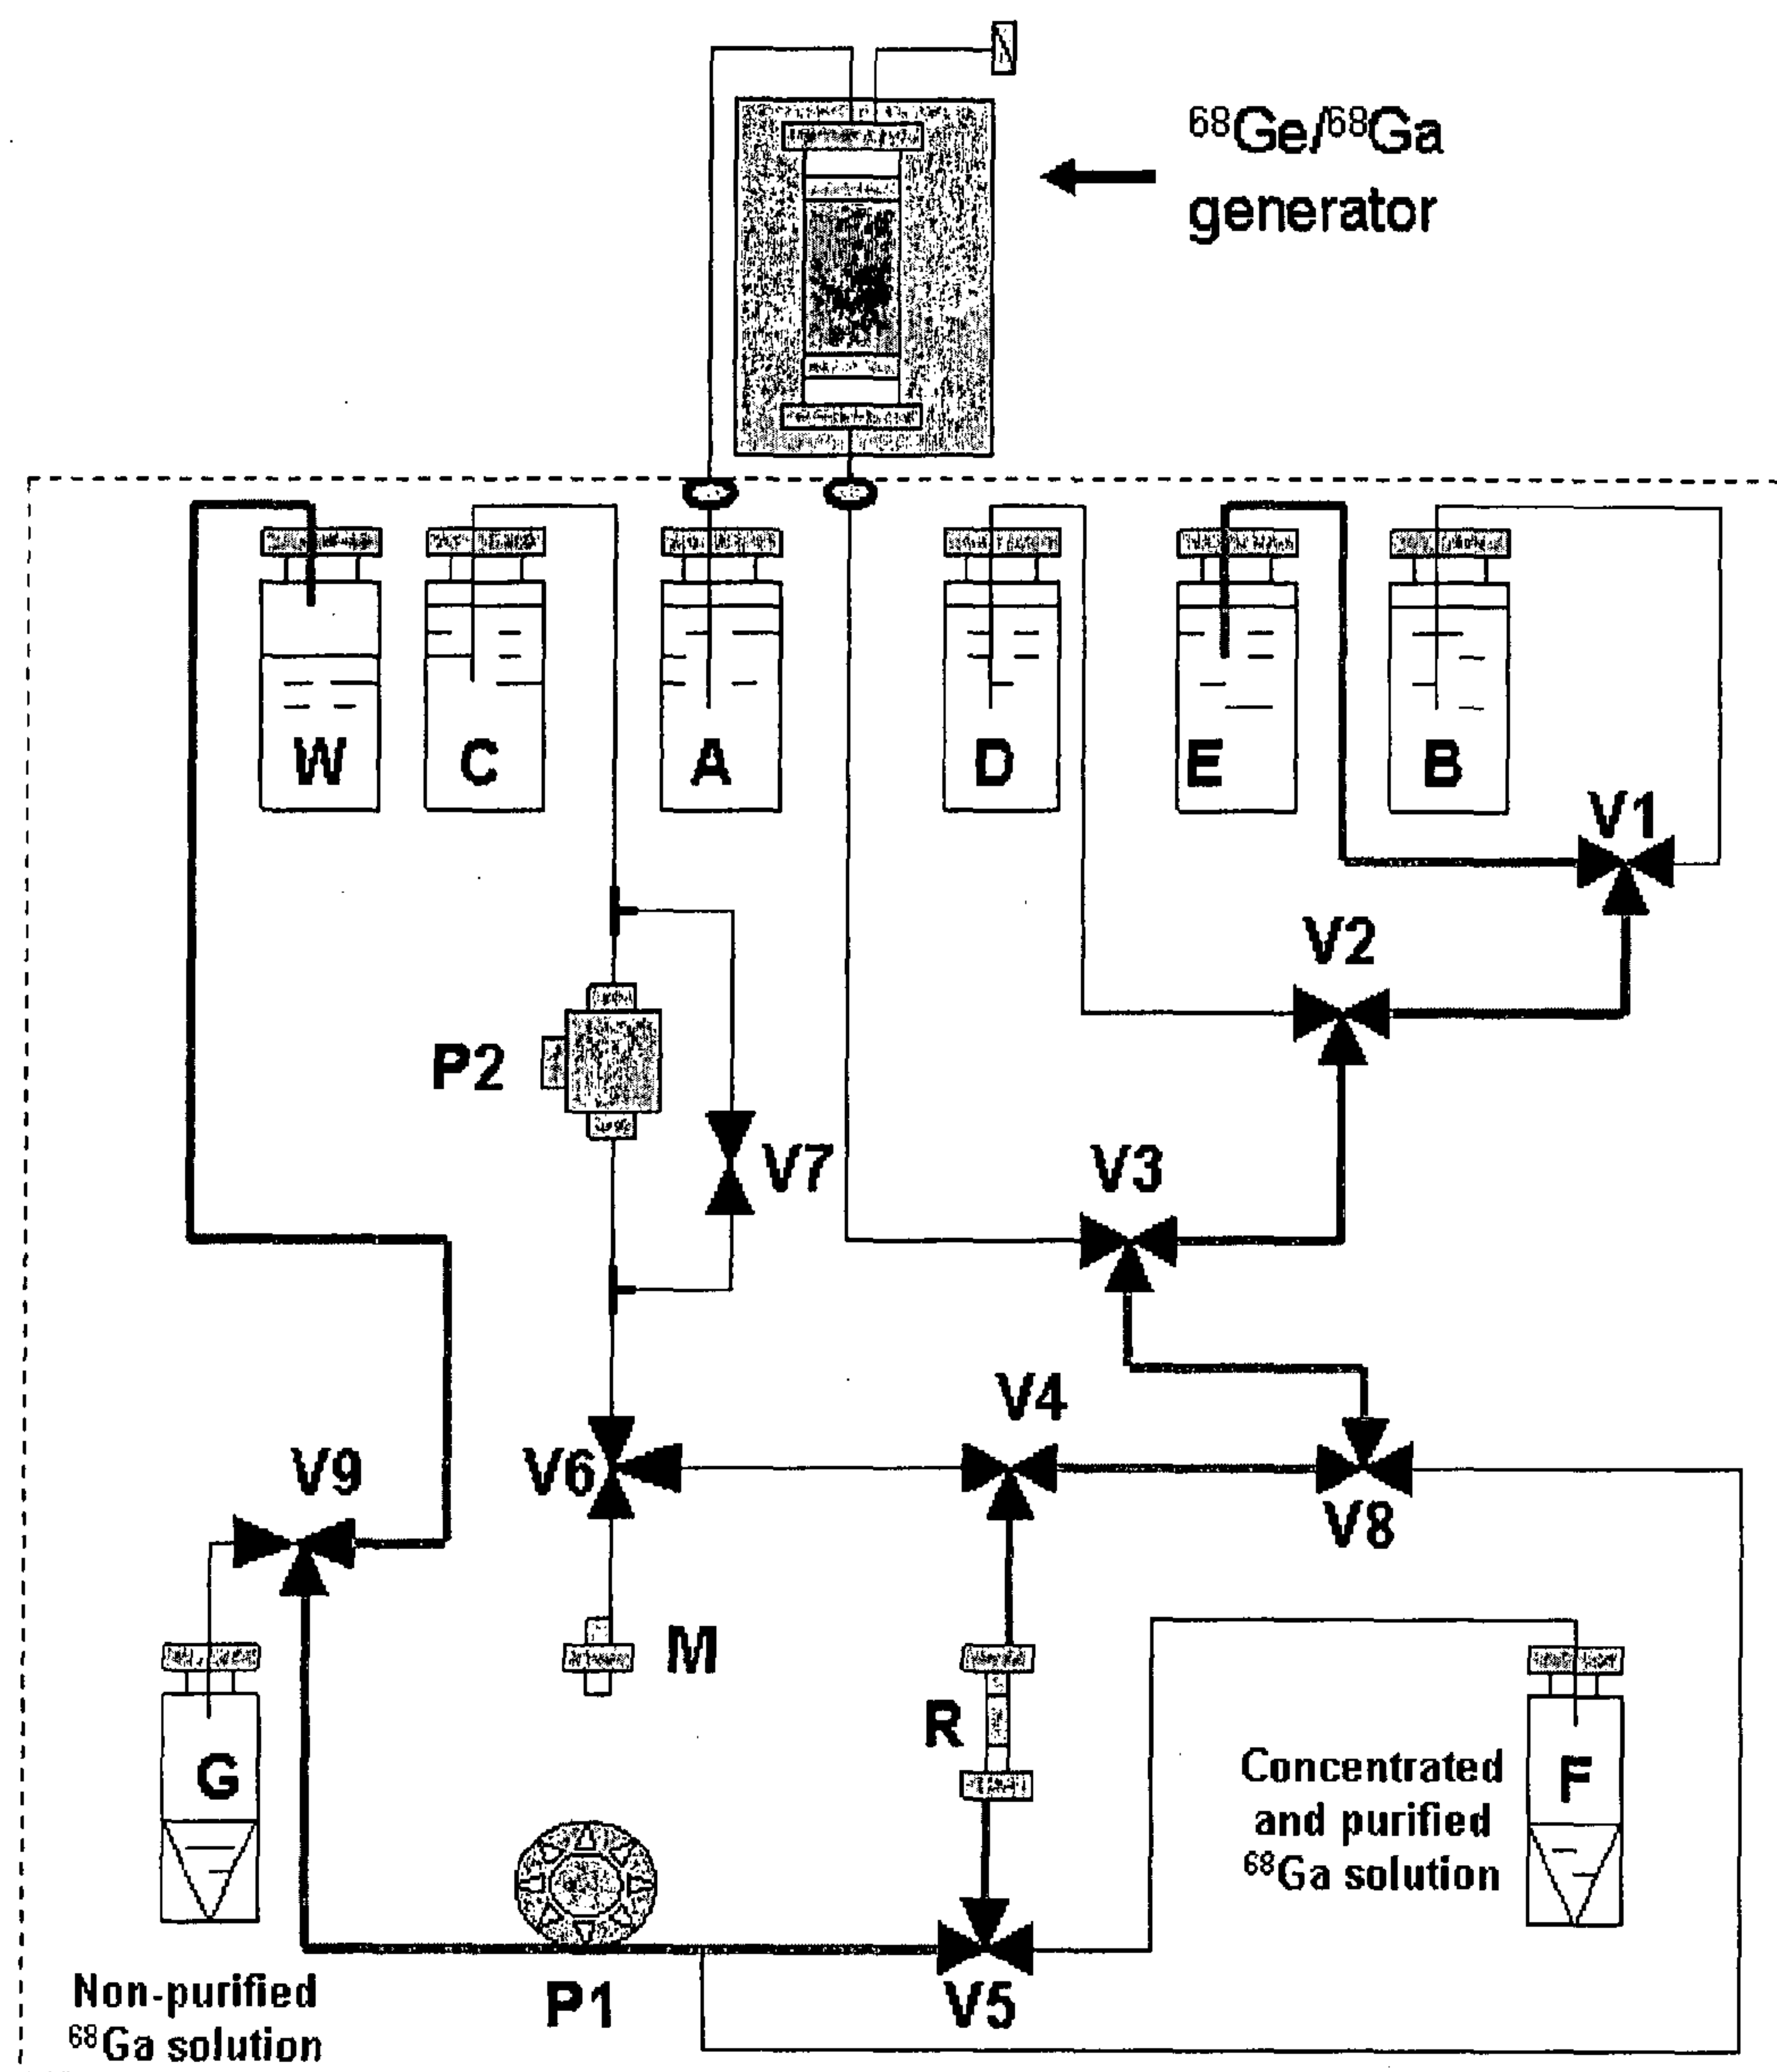 ⁶⁸Ge/⁶⁸Ga
generator
W
C
A
D
E
B
V1
V2
P2
V7
V3
V4
V9
V6
V8
M
R
G
Concentrated
and purified
⁶⁸Ga solution
F
Non-purified
⁶⁸Ga solution
P1
V5